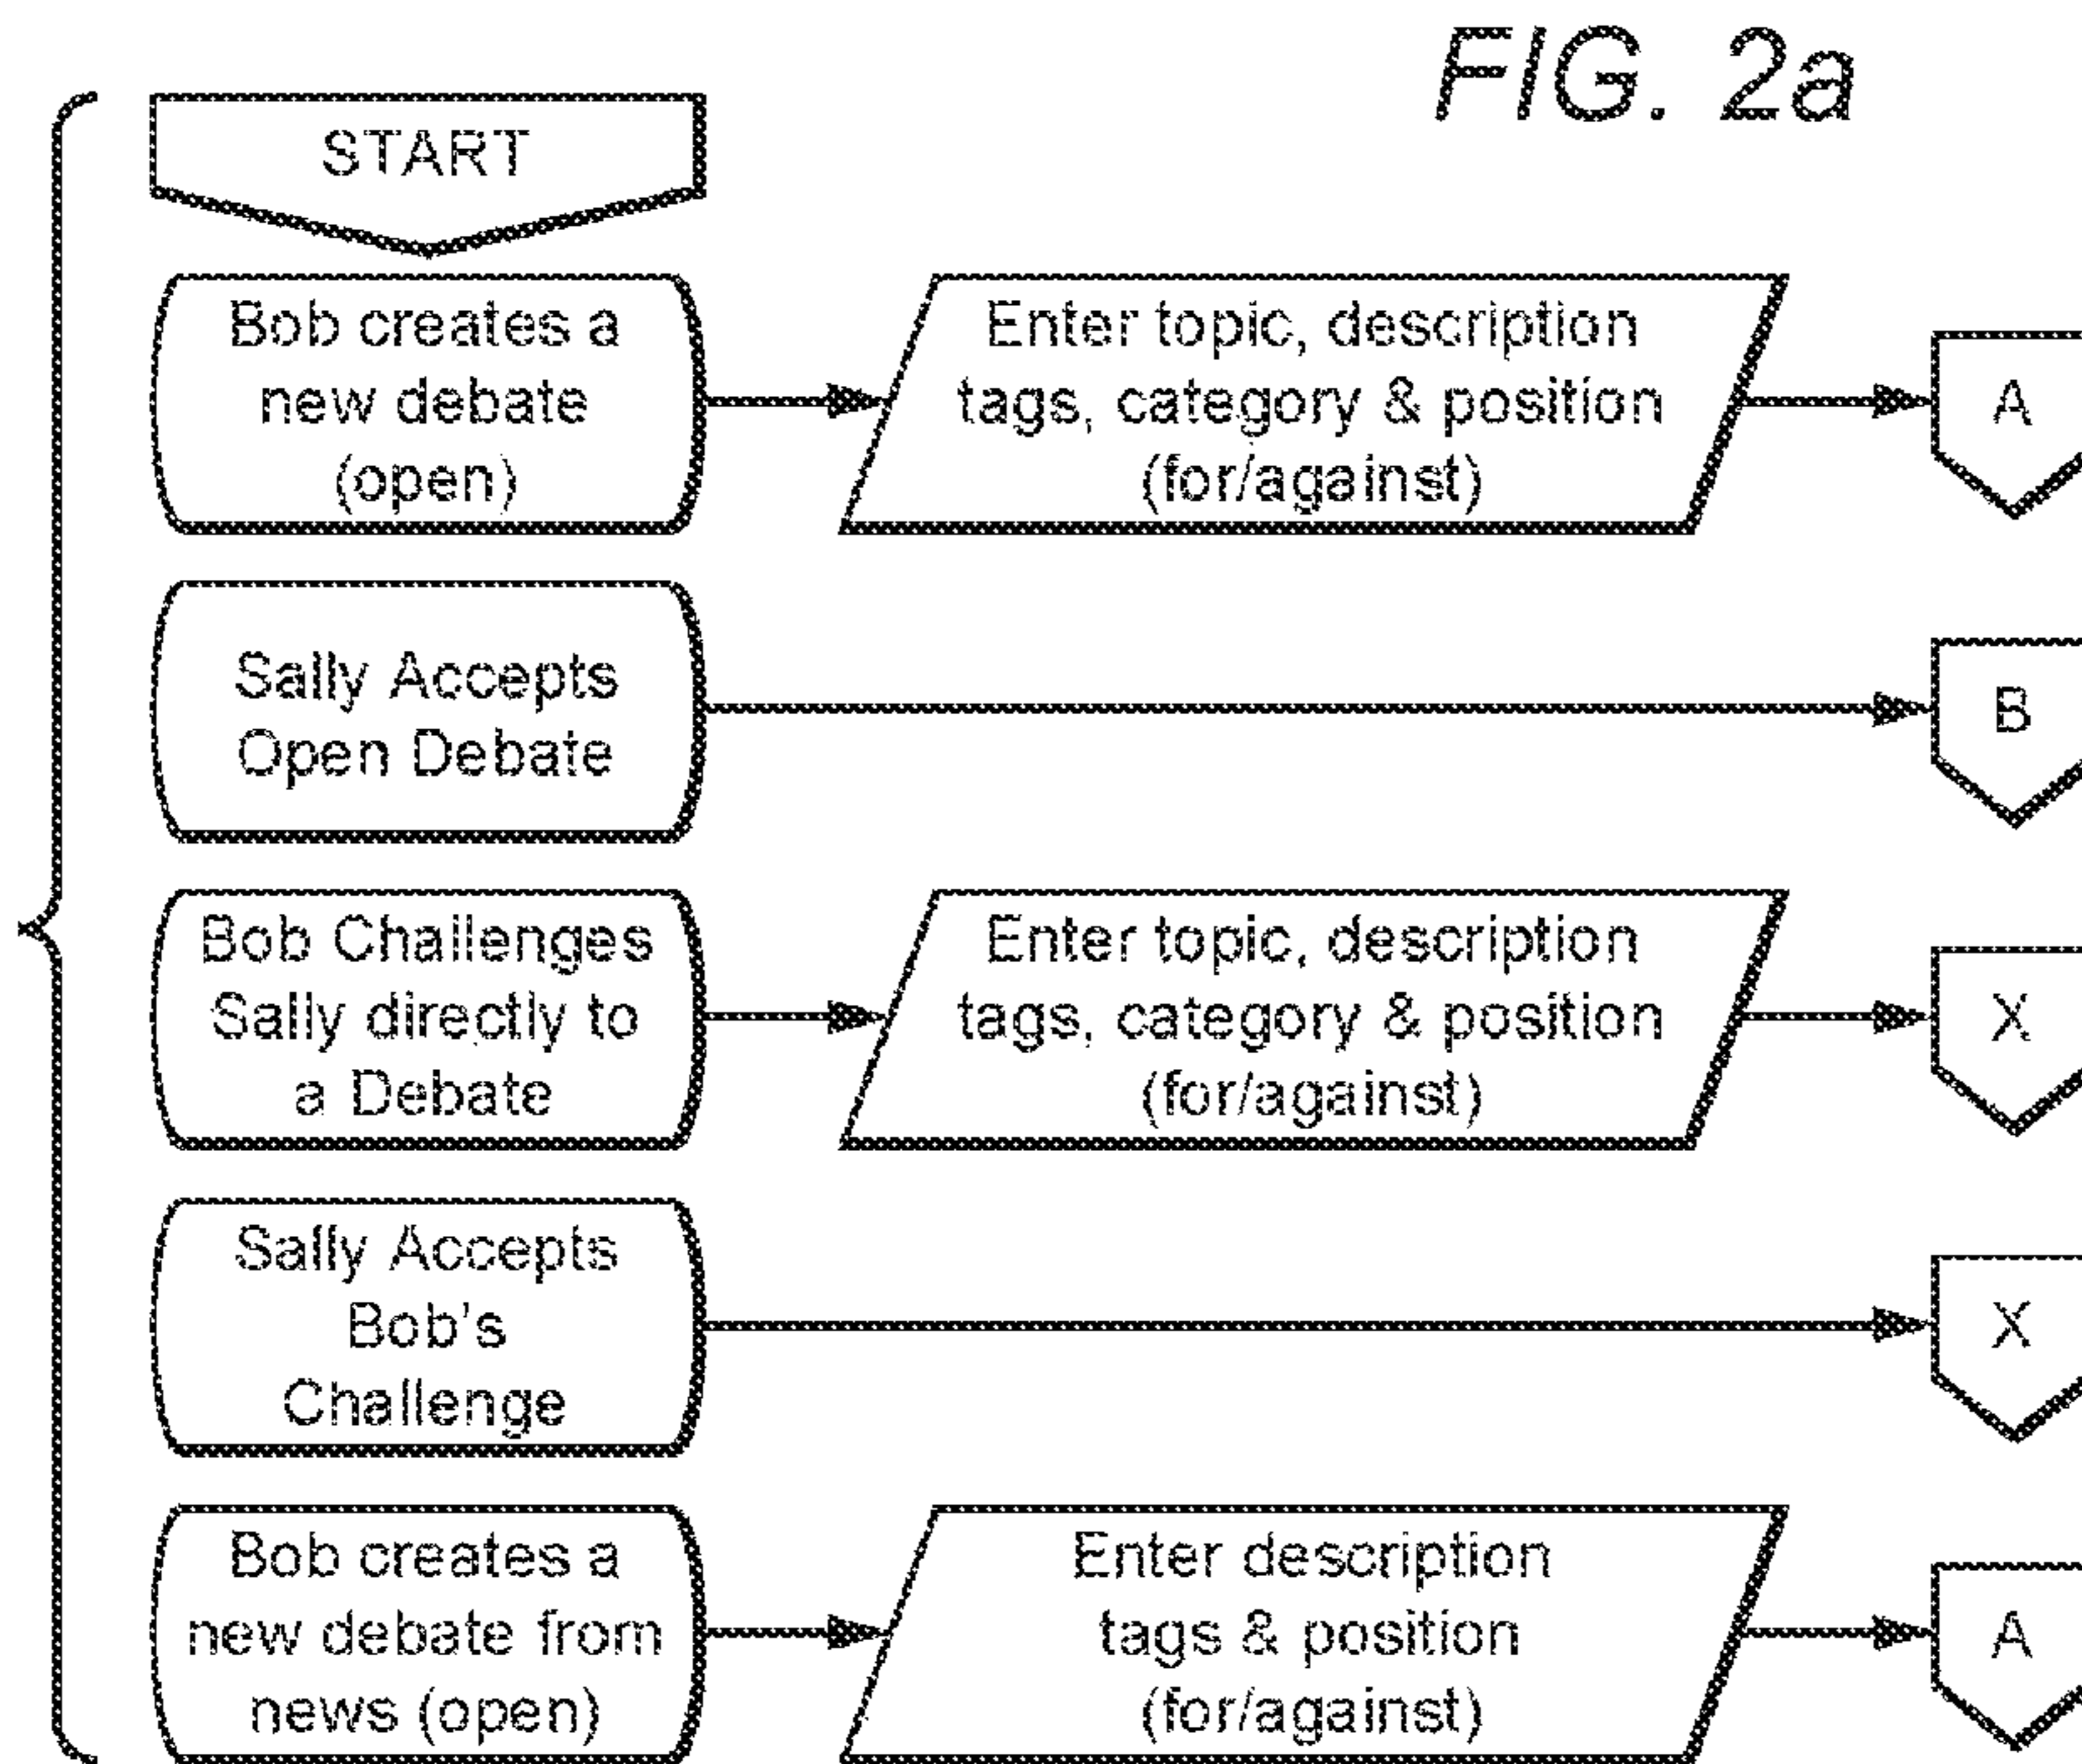 FIG. 2a
START
Bob creates a
new debate
(open)
Enter topic, description
tags, category & position
(for/against)
A
Sally Accepts
Open Debate
B
Bob Challenges
Sally directly to
a Debate
Enter topic, description
tags, category & position
(for/against)
X
Sally Accepts
Bob's
Challenge
X
Bob creates a
new debate from
news (open)
Enter description
tags & position
(for/against)
A